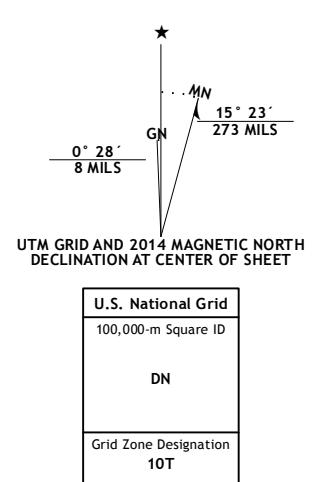 ★
MN
GN
15° 23´
273 MILS
0° 28´
8 MILS
UTM GRID AND 2014 MAGNETIC NORTH
DECLINATION AT CENTER OF SHEET
U.S. National Grid
100,000-m Square ID
DN
Grid Zone Designation
10T